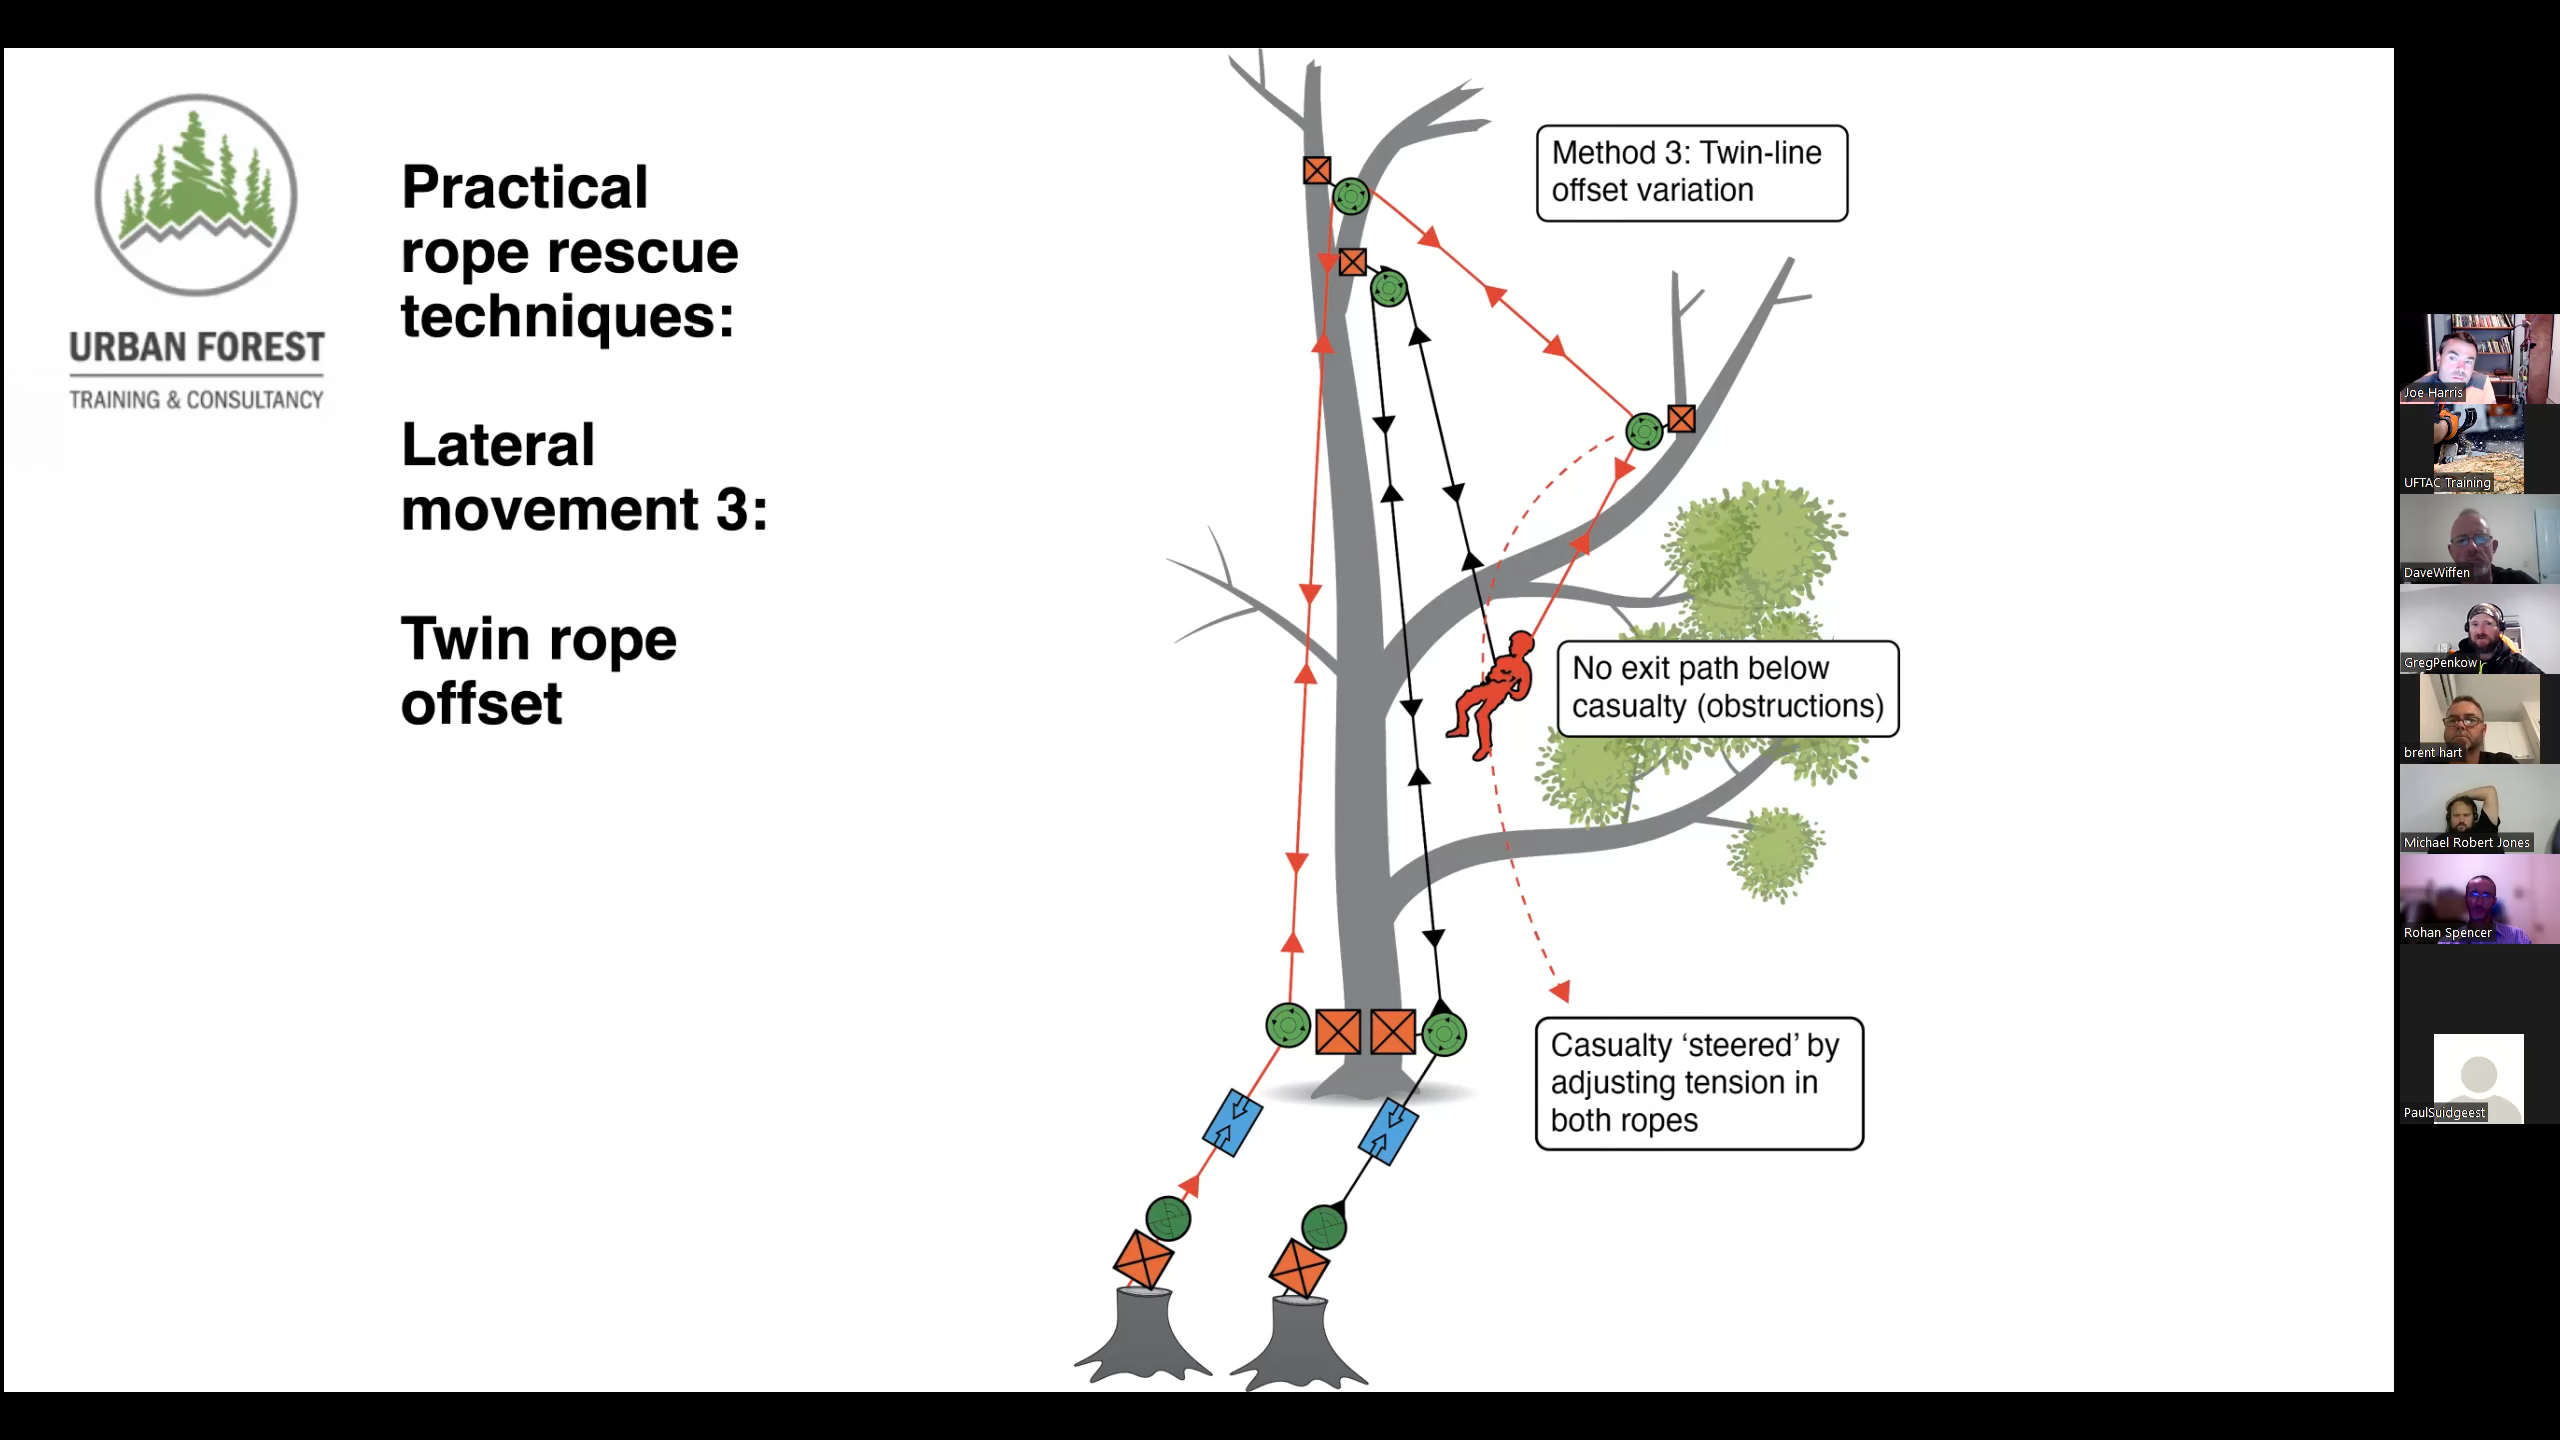 URBAN FOREST
TRAINING & CONSULTANCY
Practical
rope rescue
techniques:
Lateral
movement 3:
Twin rope
offset
Method 3: Twin-line
offset variation
No exit path below
casualty (obstructions)
Casualty ‘steered’ by
adjusting tension in
both ropes
Joe Harris
UFTAC Training
DaveWiffen
GregPenkow
brent hart
Michael Robert Jones
Rohan Spencer
PaulSuidgeest